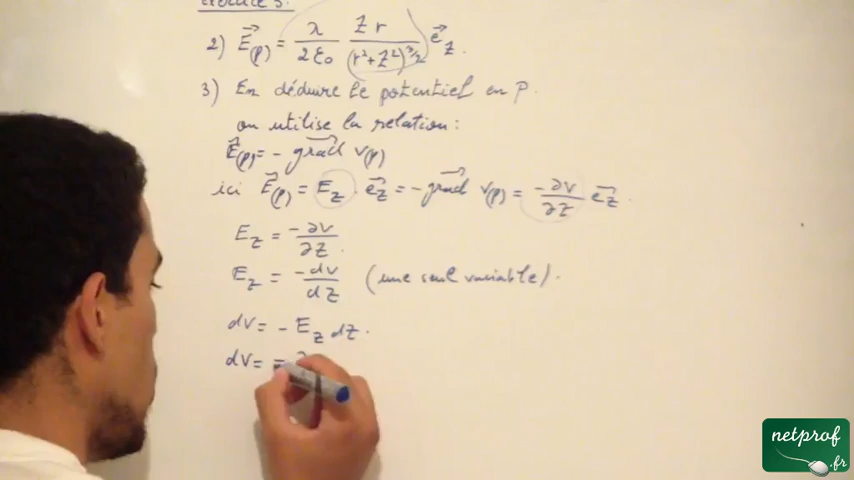 2) E⃗(P) = λ/2ε₀ Zr/(r²+Z²)^3/2 e⃗z.
3) En déduire le potentiel en P.
on utilise la relation:
E⃗(P) = - grad⃗ V(P)
ici E⃗(P) = Ez . e⃗z = - grad⃗ V(P) = -∂V/∂Z e⃗z.
Ez = -∂V/∂Z.
Ez = -dV/dZ (une seul variable).
dV = - Ez dZ.
dV = -
netprof
.fr